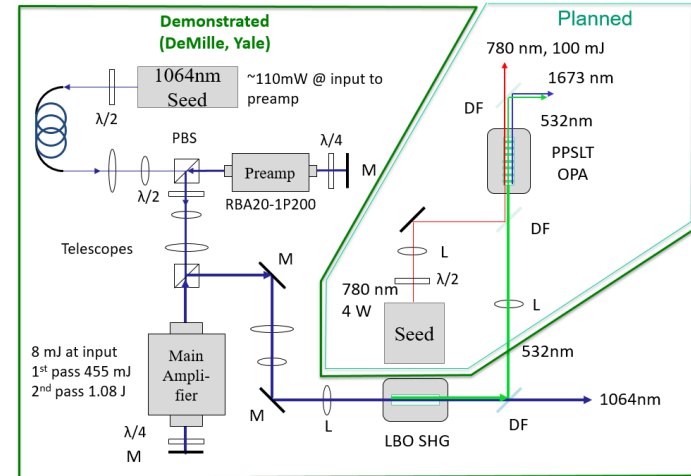 Demonstrated
(DeMille, Yale)
Planned
1064nm
Seed
~110mW @ input to
preamp
λ/2
780 nm, 100 mJ
1673 nm
DF
532nm
PPSLT
OPA
PBS
λ/4
M
Preamp
λ/2
RBA20-1P200
DF
Telescopes
M
L
λ/2
780 nm
4 W
Seed
L
532nm
8 mJ at input
1st pass 455 mJ
2nd pass 1.08 J
Main
Ampli-
fier
λ/4
M
M
L
LBO SHG
DF
1064nm